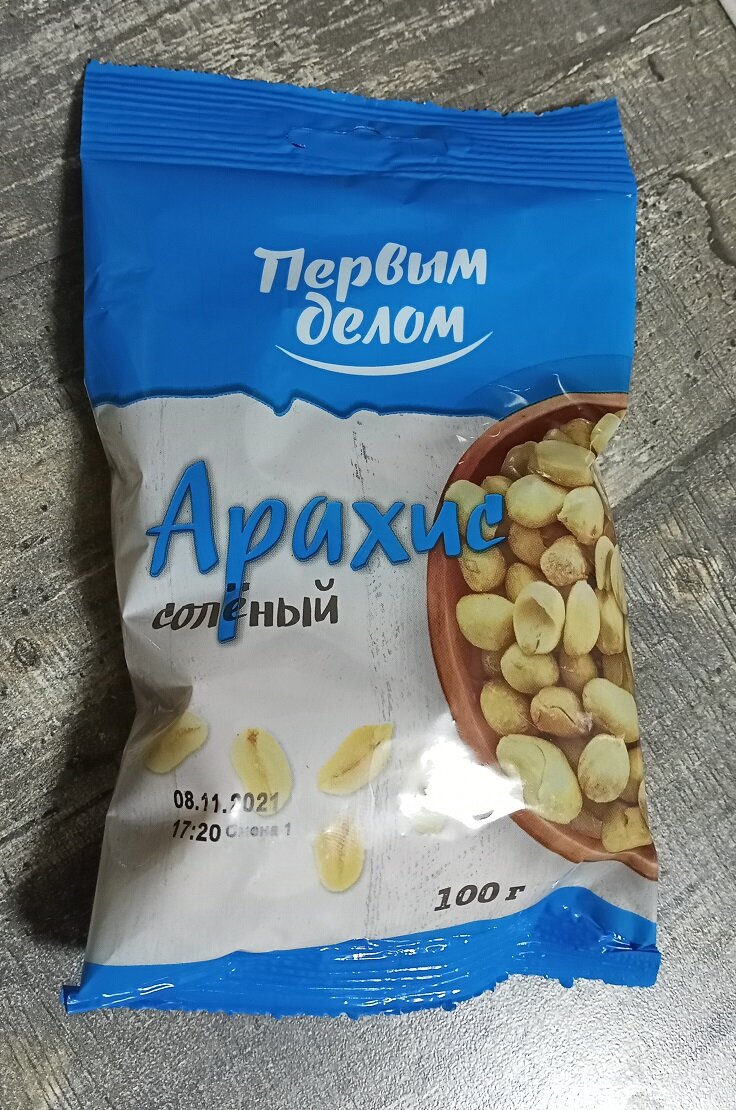 Первым
делом
Арахис
солёный
08.11.2021
17:20 Смена 1
100 г